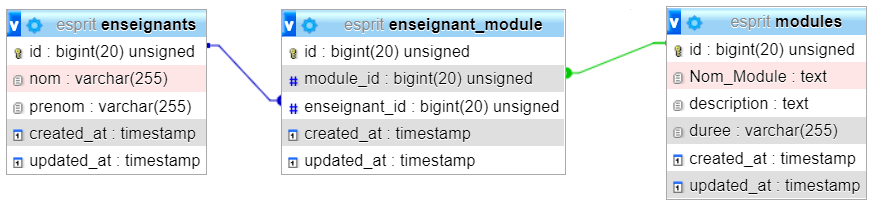 v esprit enseignants
id : bigint(20) unsigned
nom : varchar(255)
prenom : varchar(255)
created_at : timestamp
updated_at : timestamp
v esprit enseignant_module
id : bigint(20) unsigned
# module_id : bigint(20) unsigned
# enseignant_id : bigint(20) unsigned
created_at : timestamp
updated_at : timestamp
v esprit modules
id : bigint(20) unsigned
Nom_Module : text
description : text
duree : varchar(255)
created_at : timestamp
updated_at : timestamp